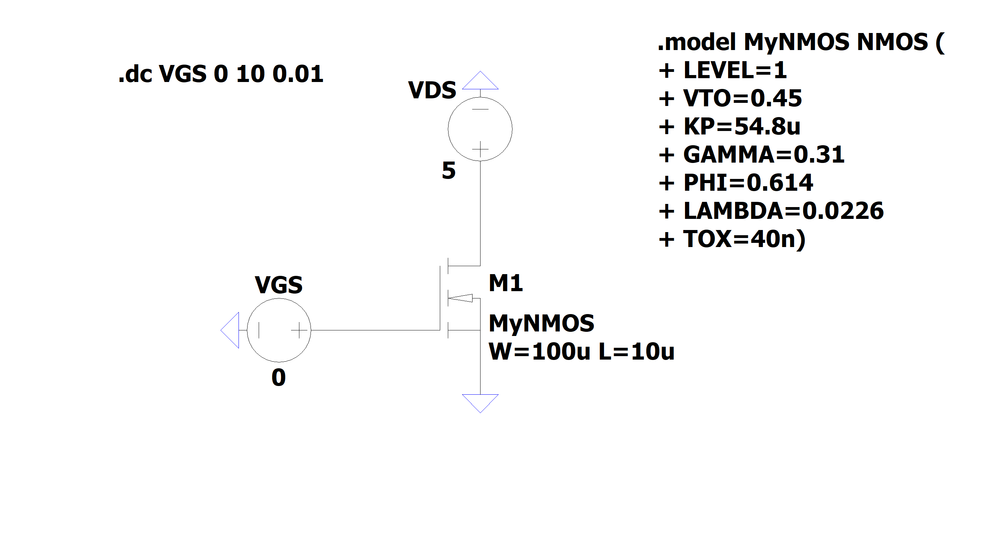 .dc VGS 0 10 0.01
VDS
5
VGS
0
M1
MyNMOS
W=100u L=10u
.model MyNMOS NMOS (
+ LEVEL=1
+ VTO=0.45
+ KP=54.8u
+ GAMMA=0.31
+ PHI=0.614
+ LAMBDA=0.0226
+ TOX=40n)